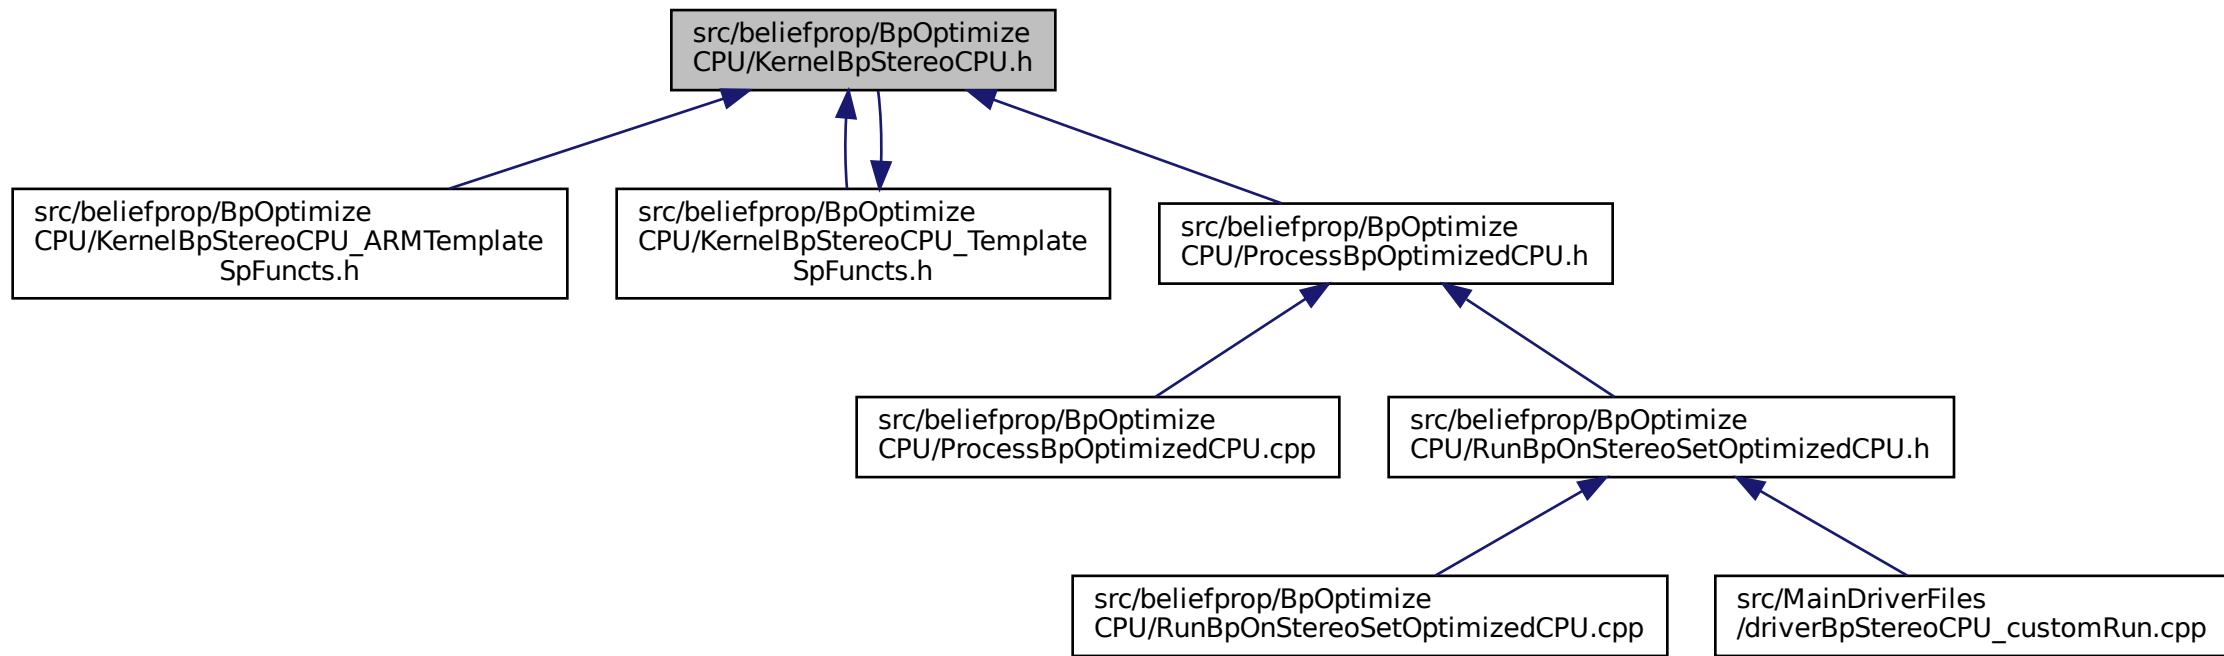 src/beliefprop/BpOptimize
CPU/KernelBpStereoCPU.h
src/beliefprop/BpOptimize
CPU/KernelBpStereoCPU_ARMTemplate
SpFuncts.h
src/beliefprop/BpOptimize
CPU/KernelBpStereoCPU_Template
SpFuncts.h
src/beliefprop/BpOptimize
CPU/ProcessBpOptimizedCPU.h
src/beliefprop/BpOptimize
CPU/ProcessBpOptimizedCPU.cpp
src/beliefprop/BpOptimize
CPU/RunBpOnStereoSetOptimizedCPU.h
src/beliefprop/BpOptimize
CPU/RunBpOnStereoSetOptimizedCPU.cpp
src/MainDriverFiles
/driverBpStereoCPU_customRun.cpp